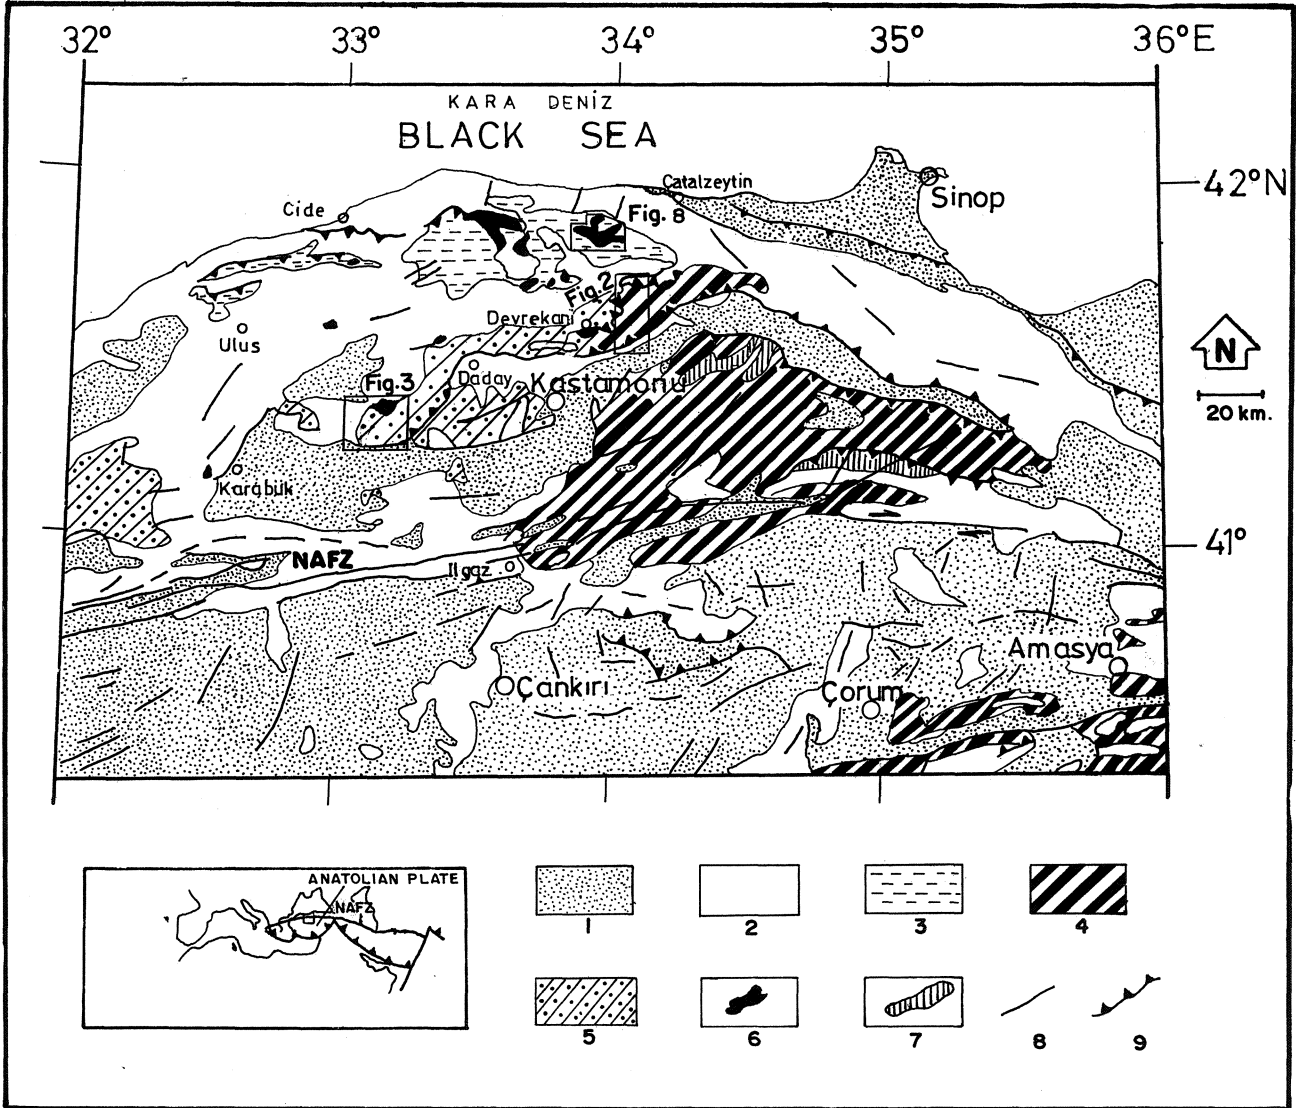 32° 33° 34° 35° 36°E
KARA DENİZ
BLACK SEA
42°N
Çatalzeytin
Sinop
Cide
Fig. 8
Fig. 2
Devrekani
Ulus
N
Fig.3
Daday
Kastamonu
20 km.
Karabük
41°
NAFZ
Ilgaz
Amasya
Çankırı
Çorum
ANATOLIAN PLATE
NAFZ
1 2 3 4
5 6 7 8 9